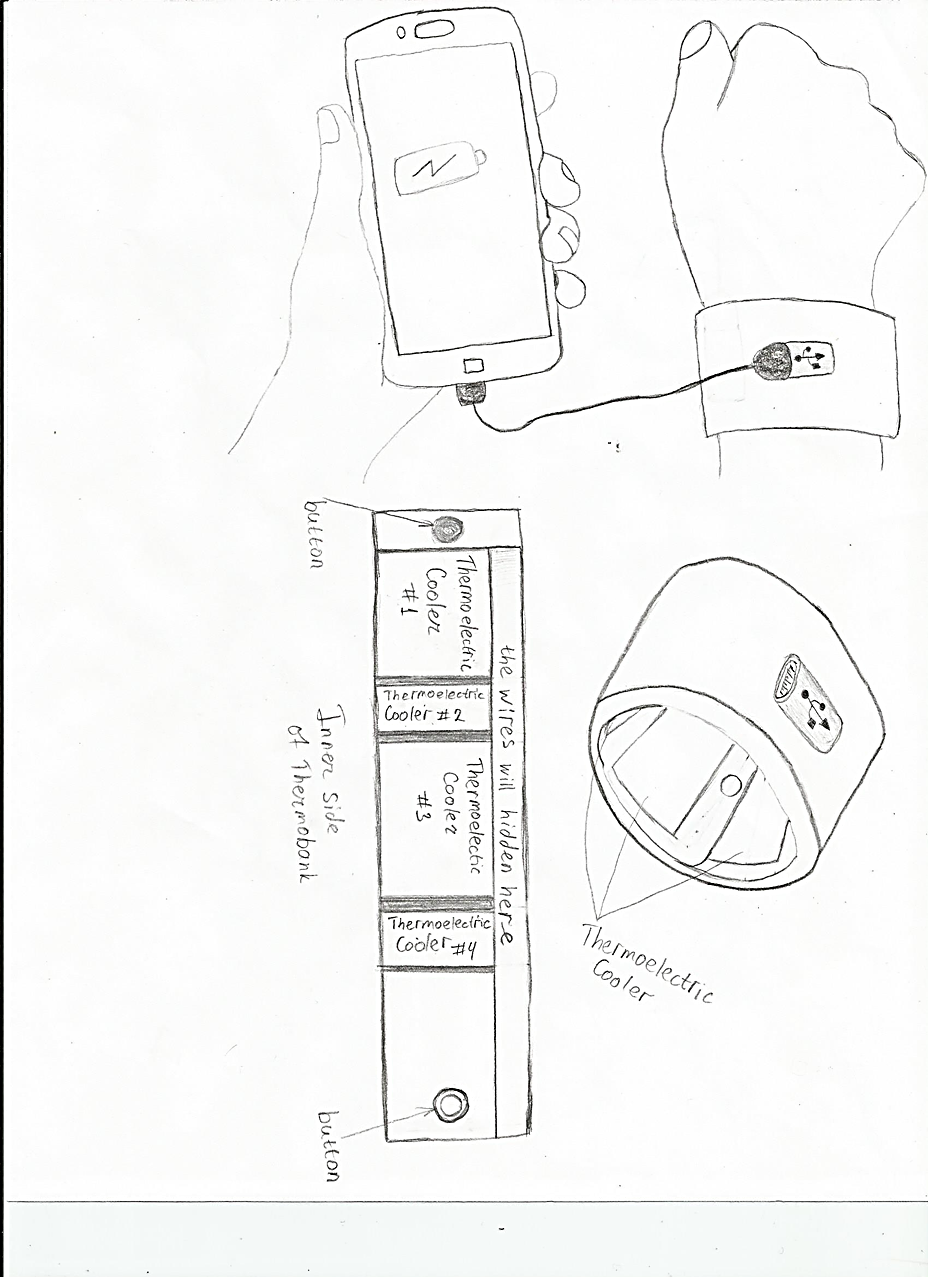 button
Thermoelectric
Cooler
#1
Thermoelectric
Cooler #2
Thermoelectic
Cooler
#3
Thermoelectric
Cooler #4
the wires will hidden here
Inner side
of Thermobank
button
Thermoelectric
Cooler